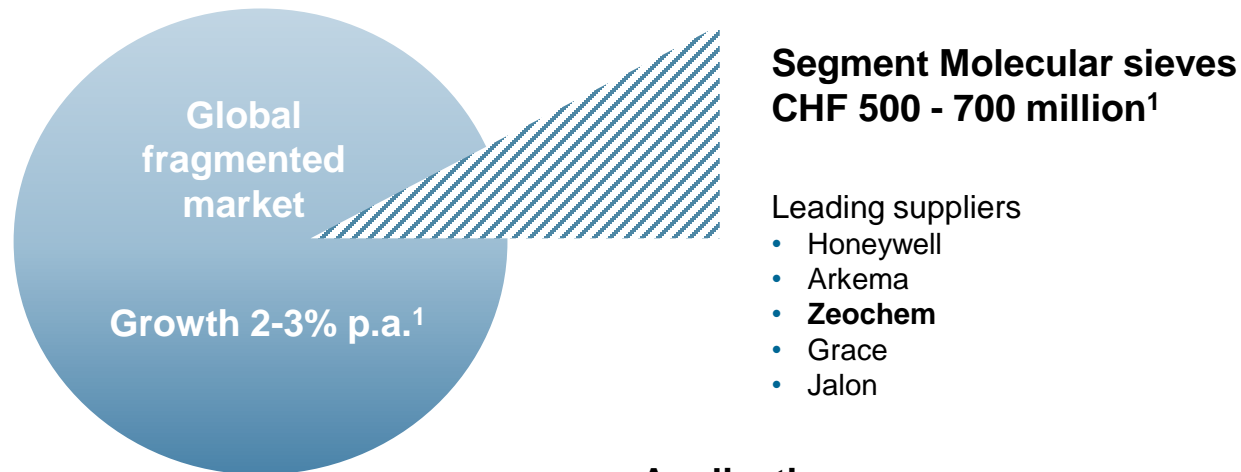 Global
fragmented
market
Growth 2-3% p.a.¹
Segment Molecular sieves
CHF 500 - 700 million¹
Leading suppliers
• Honeywell
• Arkema
• Zeochem
• Grace
• Jalon